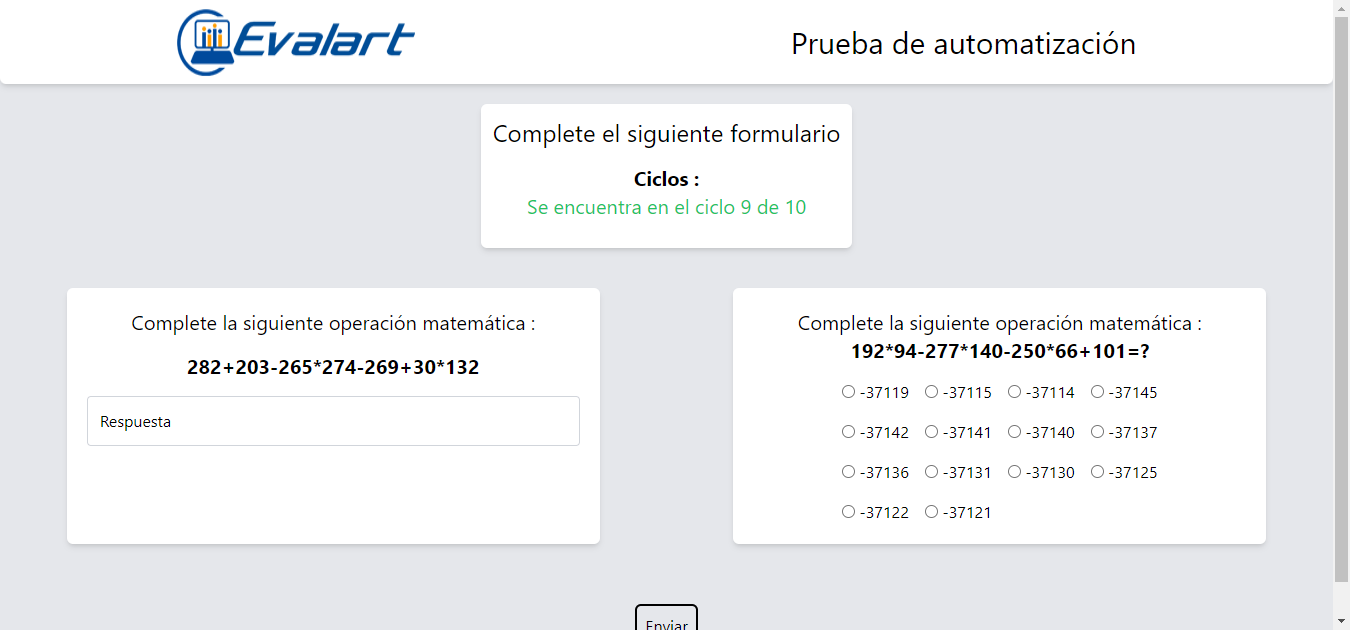 Evalart
Prueba de automatización
Complete el siguiente formulario
Ciclos :
Se encuentra en el ciclo 9 de 10
Complete la siguiente operación matemática :
282+203-265*274-269+30*132
Respuesta
Complete la siguiente operación matemática :
192*94-277*140-250*66+101=?
-37119 -37115 -37114 -37145
-37142 -37141 -37140 -37137
-37136 -37131 -37130 -37125
-37122 -37121
Enviar